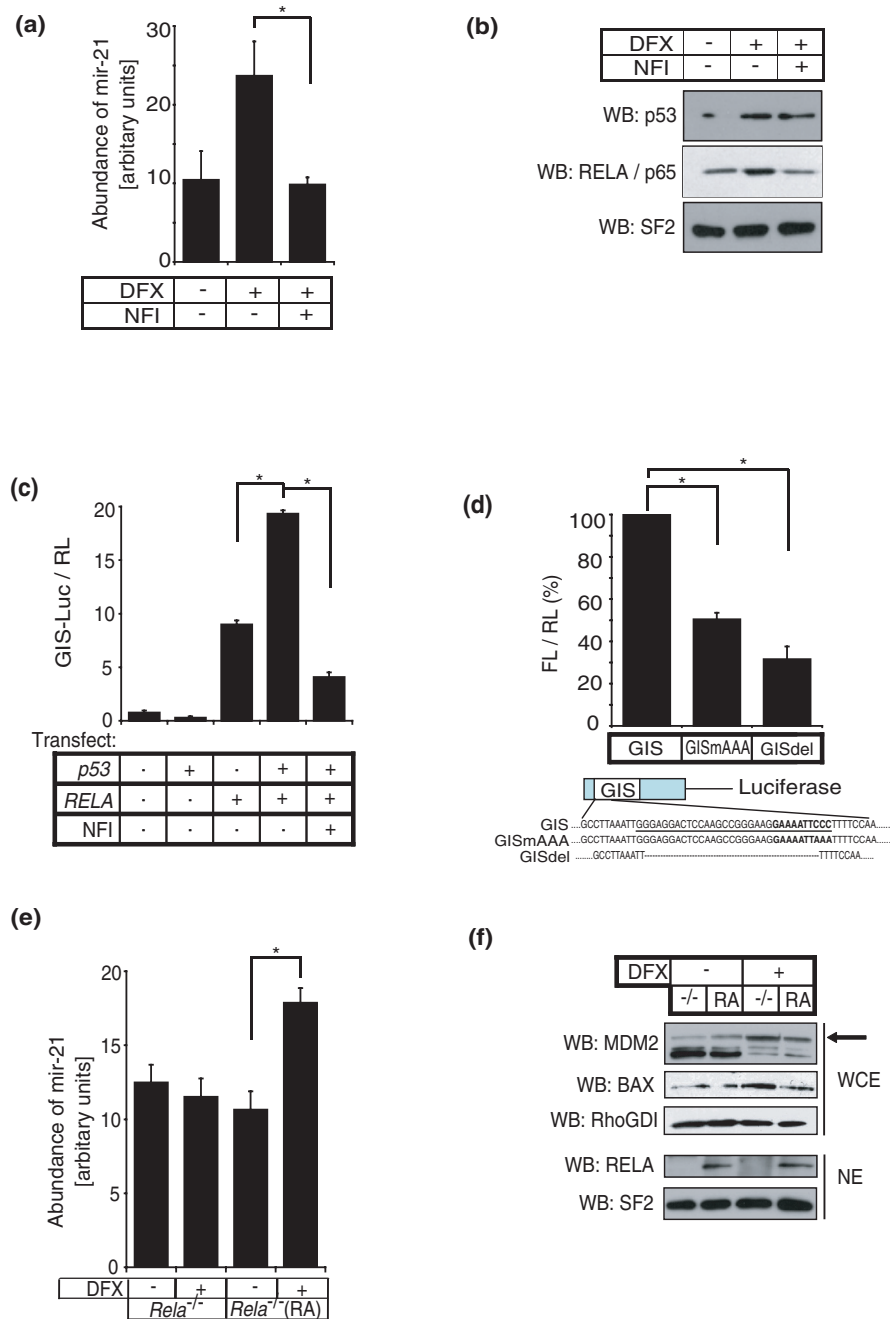 (a)
Abundance of mir-21
[arbitary units]
30
20
10
0
*
DFX - + +
NFI - - +
(b)
DFX - + +
NFI - - +
WB: p53
WB: RELA / p65
WB: SF2
(c)
GIS-Luc / RL
20
15
10
5
0
* *
Transfect:
p53 - + - + +
RELA - - + + +
NFI - - - - +
(d)
FL / RL (%)
100
80
60
40
20
0
*
*
GIS GISmAAA GISdel
GIS Luciferase
GIS ....GCCTTAAATTGGGAGGACTCCAAGCCGGGAAGGAAAATTCCCTTTTCCAA.....
GISmAAA ....GCCTTAAATTGGGAGGACTCCAAGCCGGGAAGGAAAATTAAATTTTCCAA.....
GISdel ........GCCTTAAATT----------------------------------------TTTTCCAA........
(e)
Abundance of mir-21
[arbitary units]
20
15
10
5
0
*
DFX - + - +
Rela-/- Rela-/-(RA)
(f)
DFX - +
-/- RA -/- RA
WB: MDM2
WB: BAX
WB: RhoGDI
WCE
WB: RELA
WB: SF2
NE